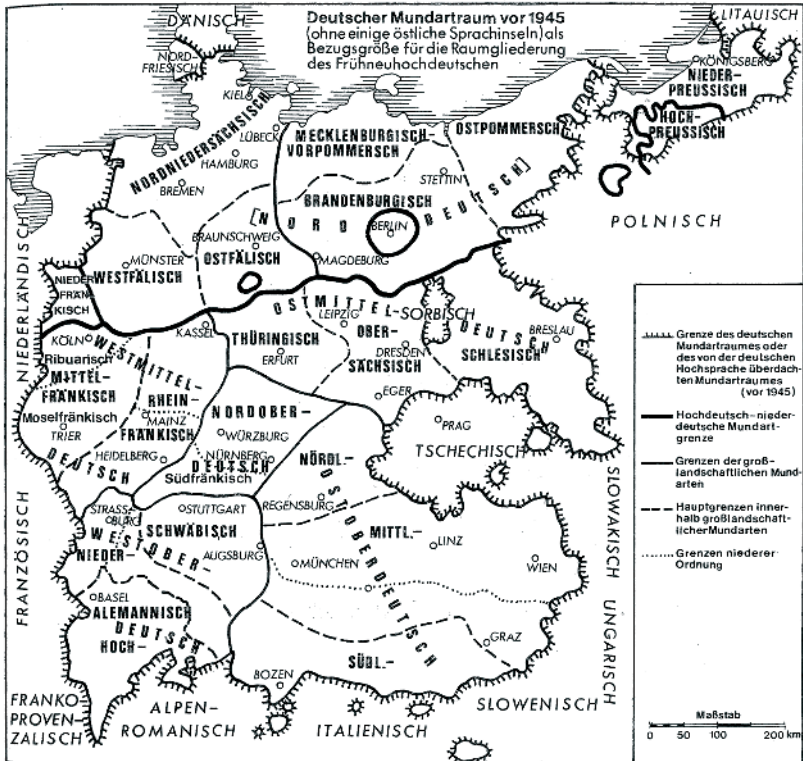 Deutscher Mundartraum vor 1945
(ohne einige östliche Sprachinseln) als
Bezugsgröße für die Raumgliederung
des Frühneuhochdeutschen
DÄNISCH
LITAUISCH
NORD-
FRIESISCH
KÖNIGSBERG
NIEDER-
PREUSSISCH
KIEL
HOCH-
PREUSSISCH
NORDNIEDERSÄCHSISCH
LÜBECK
MECKLENBURGISCH-
VORPOMMERSCH
OSTPOMMERSCH
HAMBURG
BREMEN
STETTIN
BRANDENBURGISCH
[NORD DEUTSCH]
BERLIN
POLNISCH
BRAUNSCHWEIG
OSTFÄLISCH
MAGDEBURG
MÜNSTER
WESTFÄLISCH
NIEDERLÄNDISCH
NIEDER
FRÄN-
KISCH
OSTMITTEL-
DEUTSCH
SORBISCH
LEIPZIG
KASSEL
KÖLN
WESTMITTEL-
DEUTSCH
THÜRINGISCH
ERFURT
OBER-
SÄCHSISCH
DRESDEN
BRESLAU
SCHLESISCH
Ribuarisch
MITTEL-
FRÄNKISCH
Moselfränkisch
TRIER
RHEIN-
FRÄNKISCH
MAINZ
HEIDELBERG
NORDOBER-
DEUTSCH
WÜRZBURG
NÜRNBERG
Südfränkisch
EGER
PRAG
TSCHECHISCH
NÖRDL.-
REGENSBURG
OSTOBERDEUTSCH
MITTL.-
LINZ
WIEN
MÜNCHEN
SLOWAKISCH
UNGARISCH
FRANZÖSISCH
STRASS-
BURG
STUTTGART
SCHWÄBISCH
WESTOBER-
DEUTSCH
NIEDER-
AUGSBURG
BASEL
ALEMANNISCH
HOCH-
GRAZ
SÜDL.-
BOZEN
FRANKO-
PROVEN-
ZALISCH
ALPEN-
ROMANISCH
ITALIENISCH
SLOWENISCH
Grenze des deutschen
Mundartraumes oder
des von der deutschen
Hochsprache überdach-
ten Mundartraumes
(vor 1945)
Hochdeutsch-nieder-
deutsche Mundart-
grenze
Grenzen der groß-
landschaftlichen Mund-
arten
Hauptgrenzen inner-
halb großlandschaft-
licher Mundarten
Grenzen niederer
Ordnung
Maßstab
0 50 100 200 km